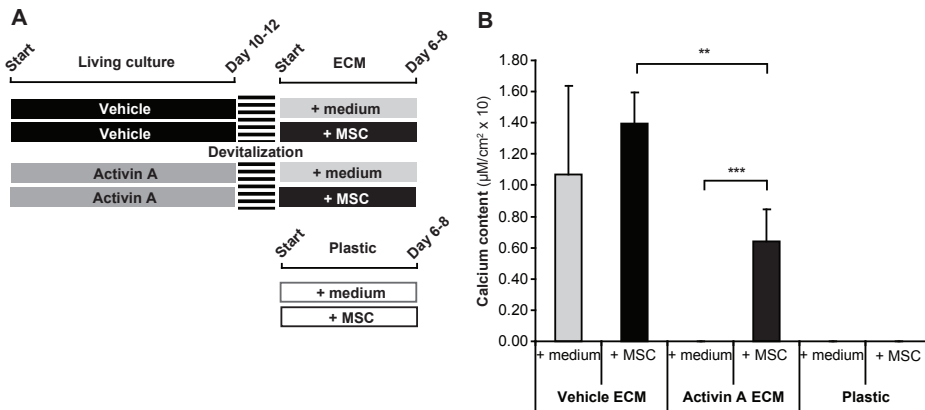 A
Start
Living culture
Day 10-12
Start
ECM
Day 6-8
Vehicle
+ medium
Vehicle
+ MSC
Devitalization
Activin A
+ medium
Activin A
+ MSC
Start
Plastic
Day 6-8
+ medium
+ MSC
B
Calcium content (µM/cm² x 10)
1.80
1.60
1.40
1.20
1.00
0.80
0.60
0.40
0.20
0.00
**
***
+ medium + MSC + medium + MSC + medium + MSC
Vehicle ECM Activin A ECM Plastic